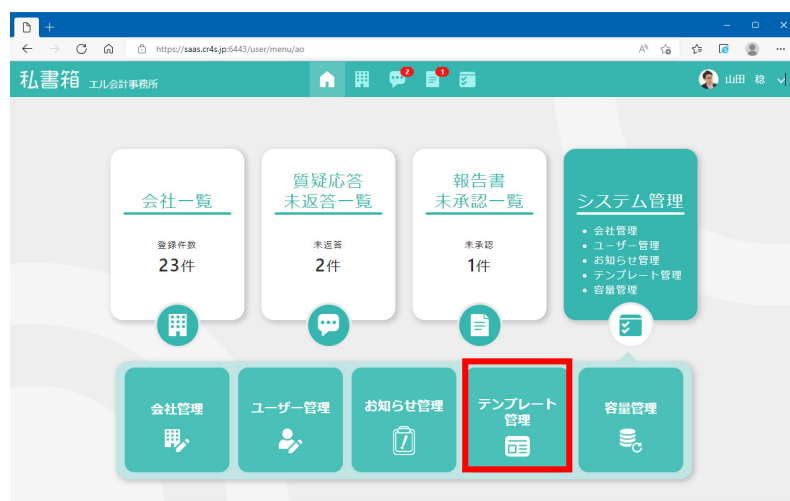 https://saas.cr4s.jp:6443/user/menu/ao
私書箱 エル会計事務所
2
1
山田 稔
会社一覧
登録件数
23件
質疑応答
未返答一覧
未返答
2件
報告書
未承認一覧
未承認
1件
システム管理
• 会社管理
• ユーザー管理
• お知らせ管理
• テンプレート管理
• 容量管理
会社管理
ユーザー管理
お知らせ管理
テンプレート
管理
容量管理